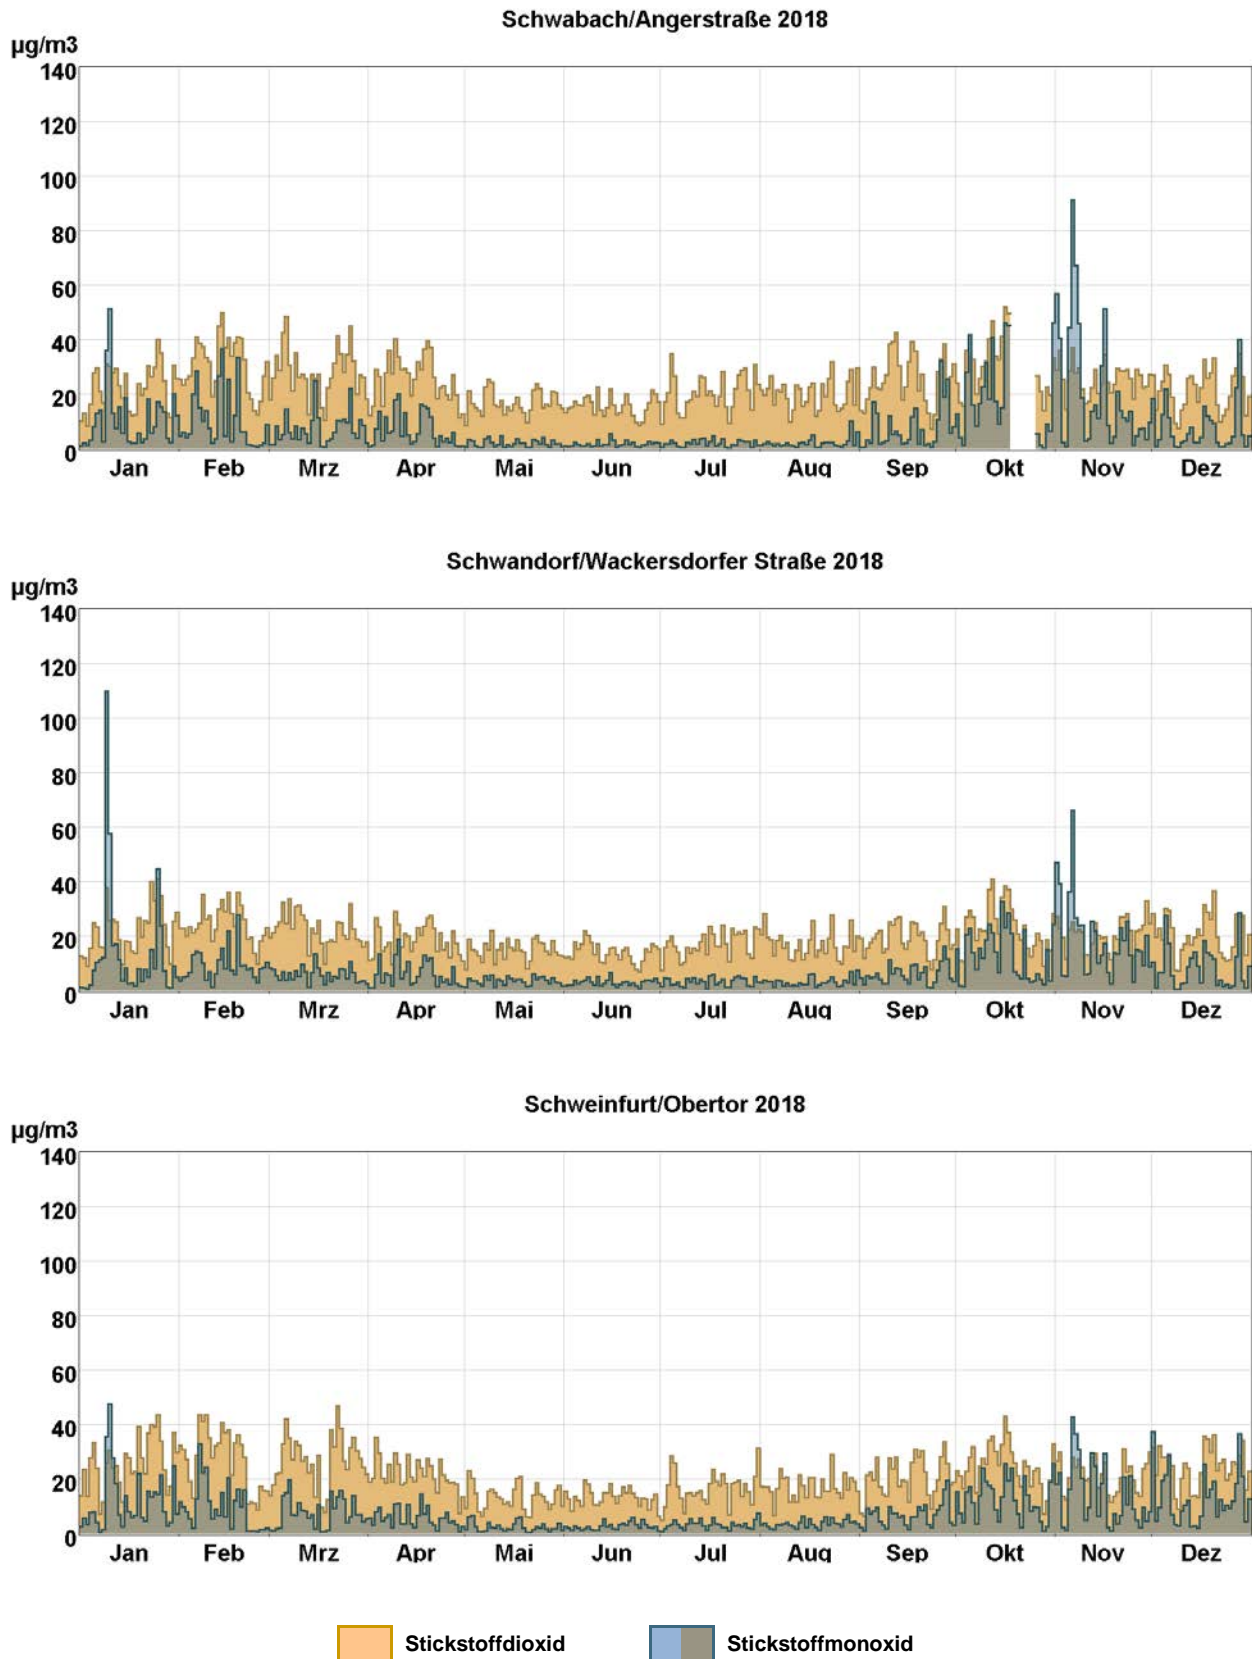 Schwabach/Angerstraße 2018
µg/m3
140
120
100
80
60
40
20
0
Jan Feb Mrz Apr Mai Jun Jul Aug Sep Okt Nov Dez
Schwandorf/Wackersdorfer Straße 2018
µg/m3
140
120
100
80
60
40
20
0
Jan Feb Mrz Apr Mai Jun Jul Aug Sep Okt Nov Dez
Schweinfurt/Obertor 2018
µg/m3
140
120
100
80
60
40
20
0
Jan Feb Mrz Apr Mai Jun Jul Aug Sep Okt Nov Dez
Stickstoffdioxid Stickstoffmonoxid